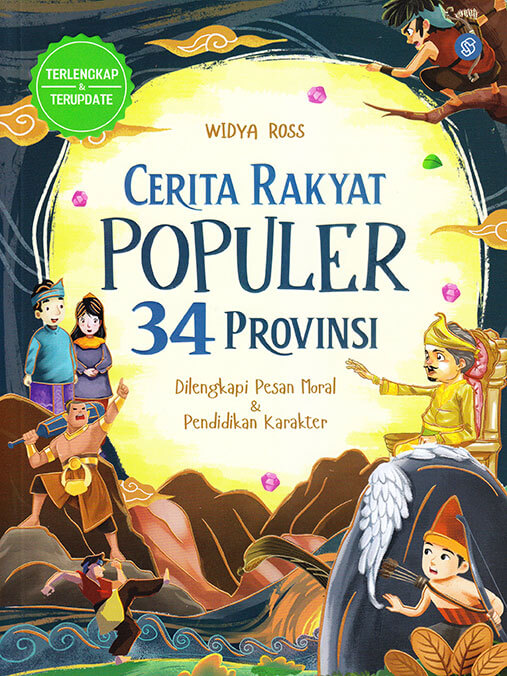 TERLENGKAP
&
TERUPDATE
WIDYA ROSS
CERITA RAKYAT
POPULER
34 PROVINSI
Dilengkapi Pesan Moral
&
Pendidikan Karakter